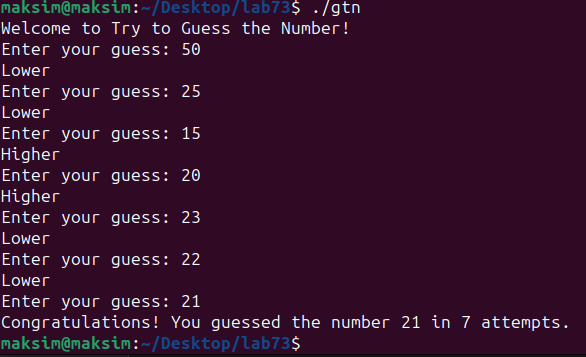 maksim@maksim:~/Desktop/lab73$ ./gtn
Welcome to Try to Guess the Number!
Enter your guess: 50
Lower
Enter your guess: 25
Lower
Enter your guess: 15
Higher
Enter your guess: 20
Higher
Enter your guess: 23
Lower
Enter your guess: 22
Lower
Enter your guess: 21
Congratulations! You guessed the number 21 in 7 attempts.
maksim@maksim:~/Desktop/lab73$